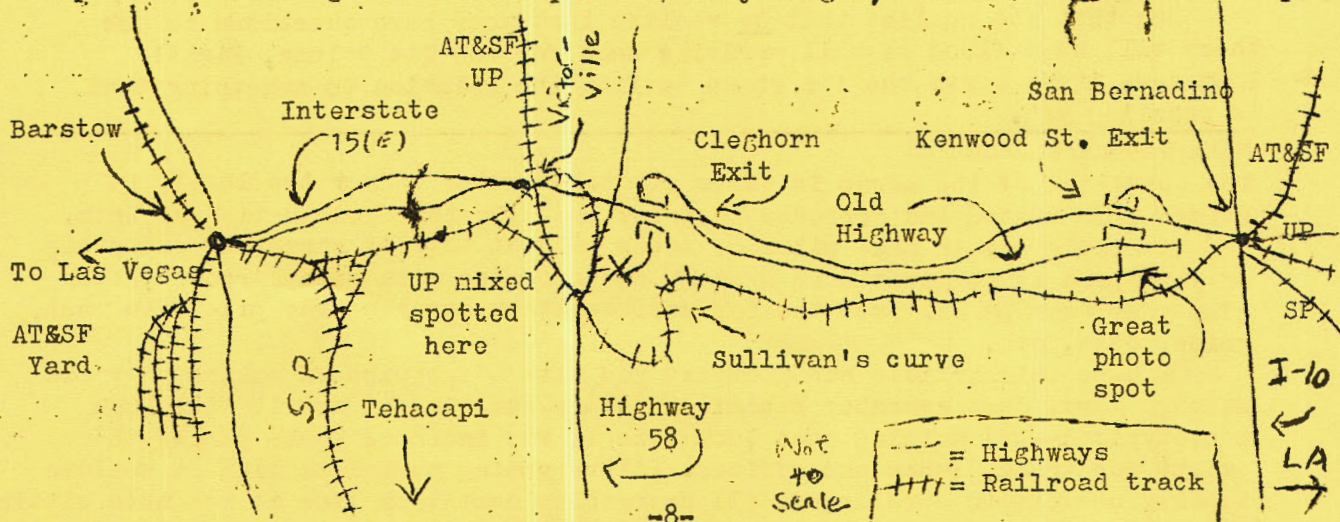 AT&SF
UP
Victor-
ville
San Bernadino
Interstate
15(E)
Barstow
Cleghorn
Exit
Kenwood St. Exit
AT&SF
Old
Highway
UP
To Las Vegas
UP mixed
spotted
here
X
AT&SF
Yard
Great
photo
spot
SP
Sullivan's curve
S.P
I-10
Tehacapi
Highway
58
Not
to
Scale
= Highways
= Railroad track
LA
-8-